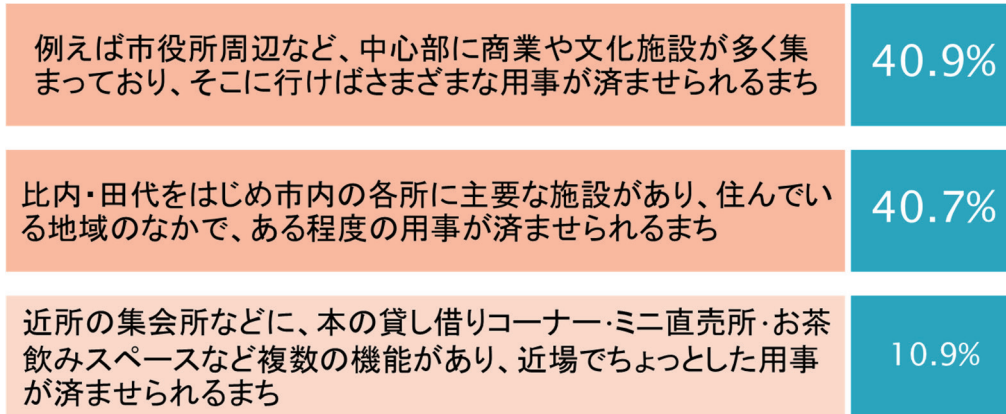 例えば市役所周辺など、中心部に商業や文化施設が多く集
まっており、そこに行けばさまざまな用事が済ませられるまち
40.9%
比内・田代をはじめ市内の各所に主要な施設があり、住んでい
る地域のなかで、ある程度の用事が済ませられるまち
40.7%
近所の集会所などに、本の貸し借りコーナー・ミニ直売所・お茶
飲みスペースなど複数の機能があり、近場でちょっとした用事
が済ませられるまち
10.9%